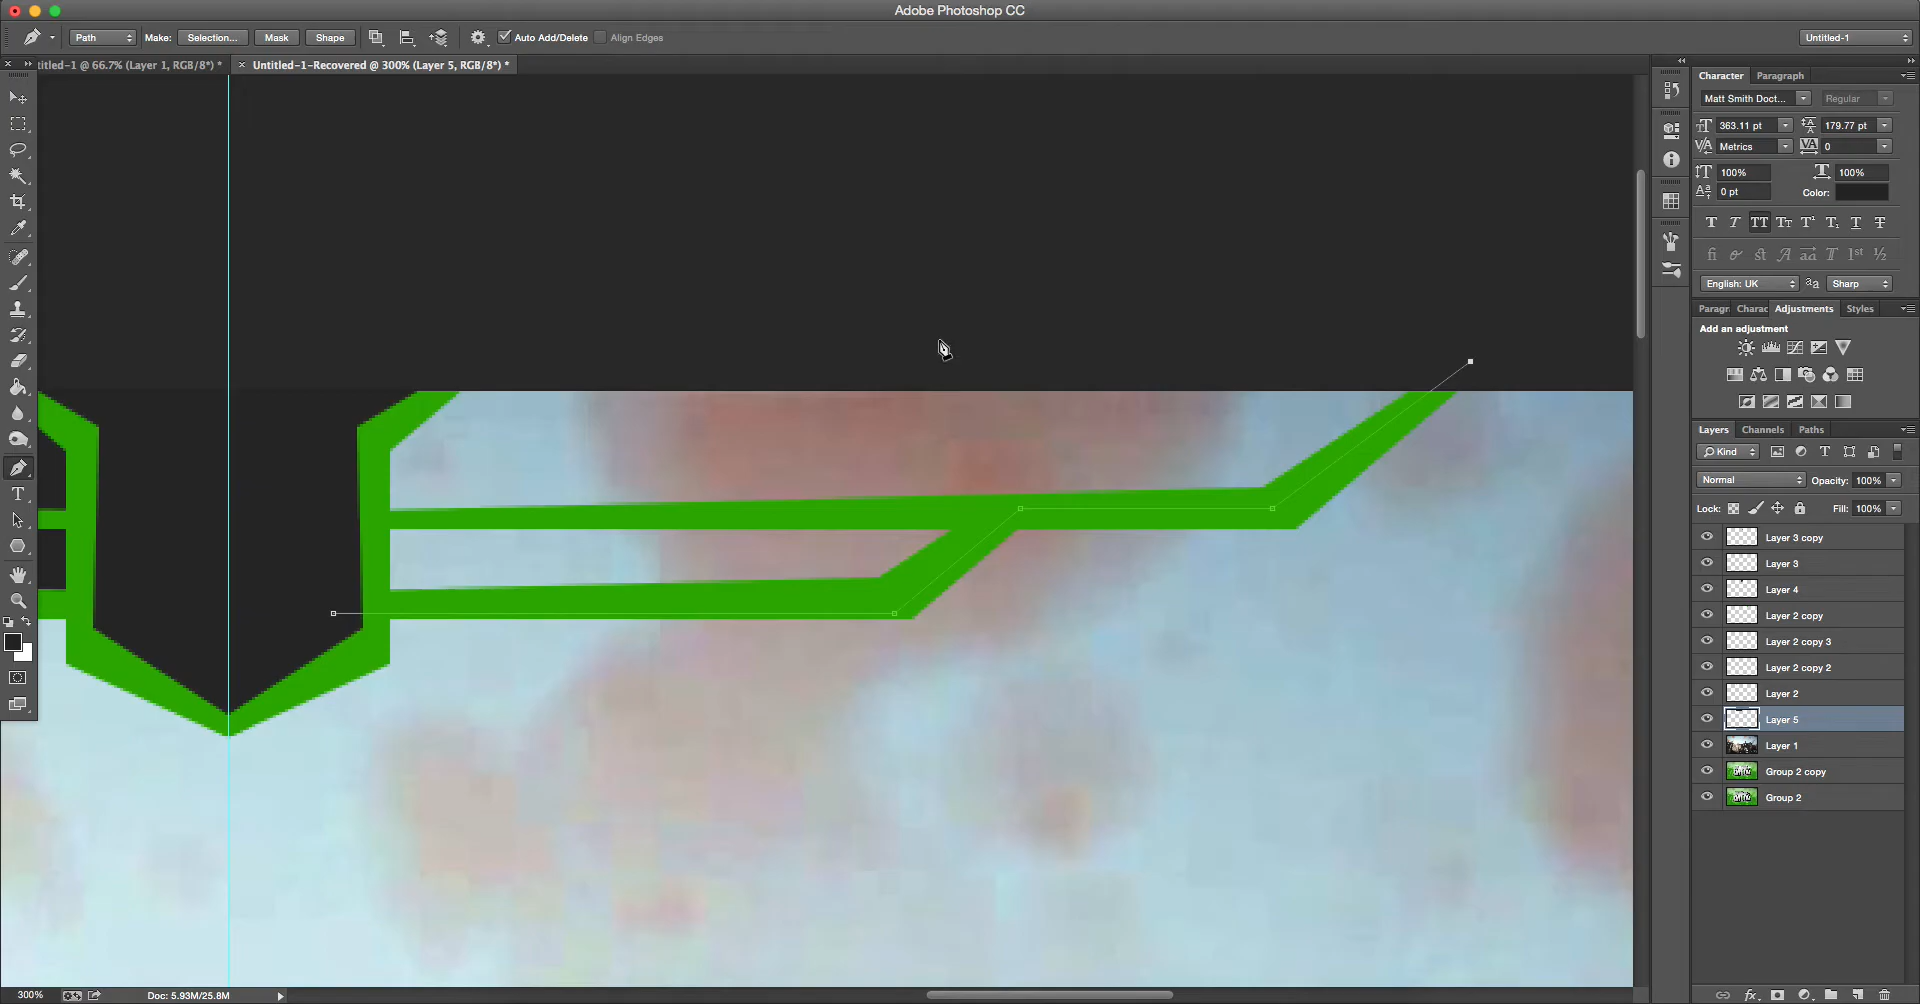 Adobe Photoshop CC
Path Make: Selection... Mask Shape Auto Add/Delete Align Edges Untitled-1
titled-1 @ 66.7% (Layer 1, RGB/8*) * Untitled-1-Recovered @ 300% (Layer 5, RGB/8*) *
Character Paragraph
Matt Smith Doct... Regular
363.11 pt 179.77 pt
Metrics 0
100% 100%
0 pt Color:
English: UK Sharp
Paragr Charac Adjustments Styles
Add an adjustment
Layers Channels Paths
Kind
Normal Opacity: 100%
Lock: Fill: 100%
Layer 3 copy
Layer 3
Layer 4
Layer 2 copy
Layer 2 copy 3
Layer 2 copy 2
Layer 2
Layer 5
Layer 1
Group 2 copy
Group 2
300% Doc: 5.93M/25.8M